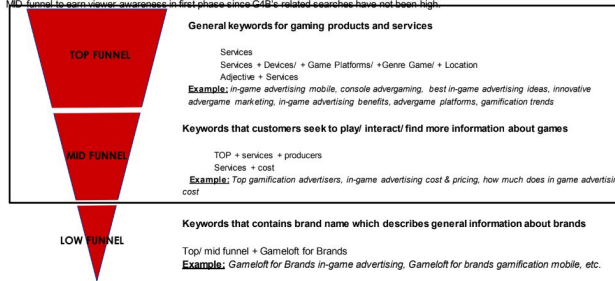 MID funnel to earn viewer awareness in first phase since G4B's related searches have not been high.
General keywords for gaming products and services
TOP FUNNEL
Services
Services + Devices/ + Game Platforms/ +Genre Game/ + Location
Adjective + Services
Example: in-game advertising mobile, console advergaming, best in-game advertising ideas, innovative
advergame marketing, in-game advertising benefits, advergame platforms, gamification trends
Keywords that customers seek to play/ interact/ find more information about games
MID FUNNEL
TOP + services + producers
Services + cost
Example: Top gamification advertisers, in-game advertising cost & pricing, how much does in game advertising
cost
Keywords that contains brand name which describes general information about brands
LOW FUNNEL
Top/ mid funnel + Gameloft for Brands
Example: Gameloft for Brands in-game advertising, Gameloft for brands gamification mobile, etc.